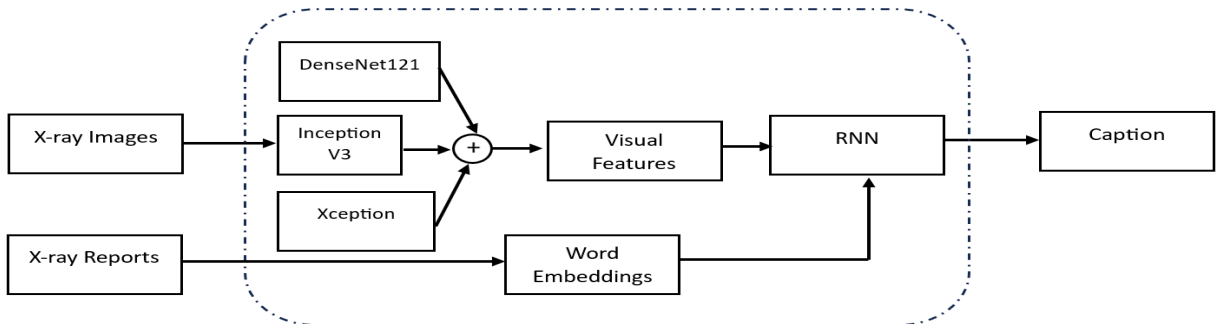 DenseNet121
X-ray Images
Inception
V3
+
Visual
Features
RNN
Caption
Xception
X-ray Reports
Word
Embeddings